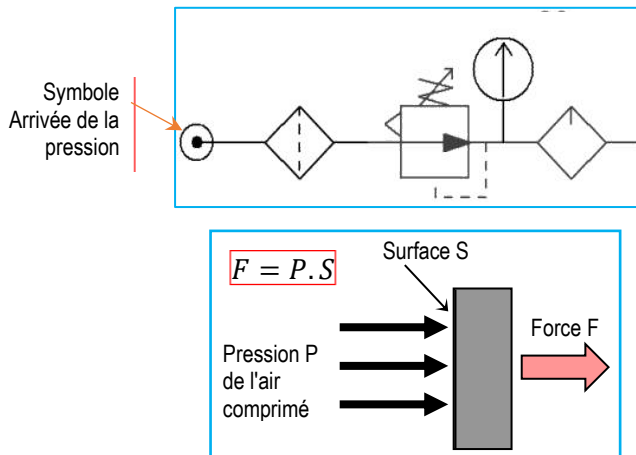 Symbole
Arrivée de la
pression
F = P.S
Surface S
Pression P
de l'air
comprimé
Force F